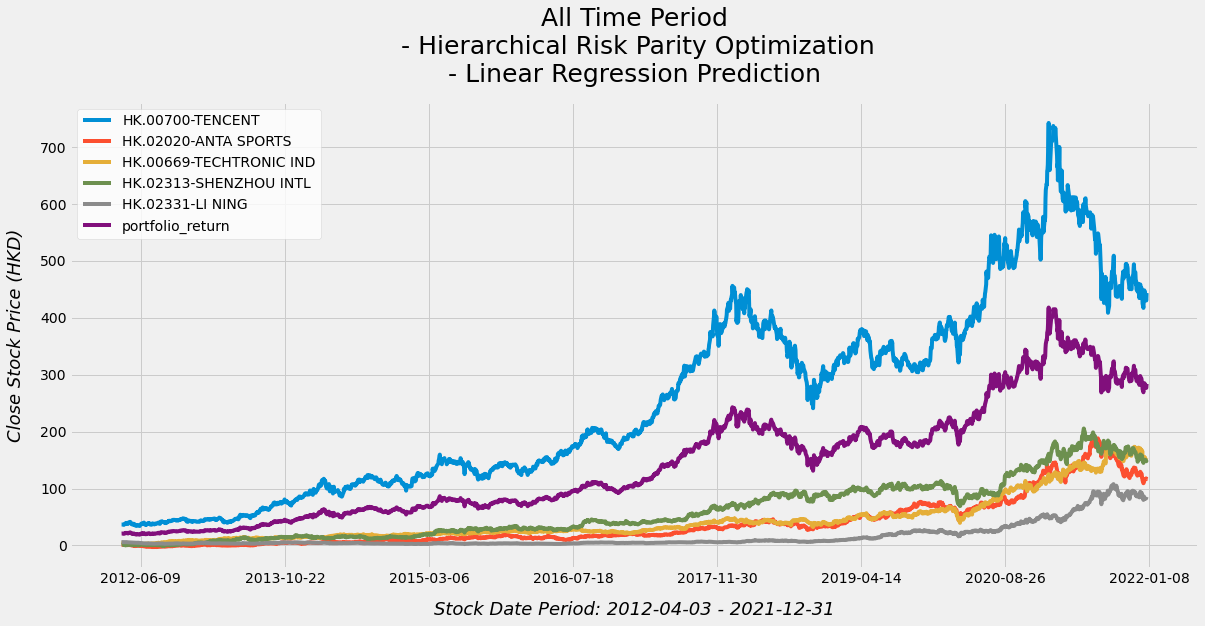 All Time Period
- Hierarchical Risk Parity Optimization
- Linear Regression Prediction
HK.00700-TENCENT
HK.02020-ANTA SPORTS
HK.00669-TECHTRONIC IND
HK.02313-SHENZHOU INTL
HK.02331-LI NING
portfolio_return
Close Stock Price (HKD)
700
600
500
400
300
200
100
0
2012-06-09 2013-10-22 2015-03-06 2016-07-18 2017-11-30 2019-04-14 2020-08-26 2022-01-08
Stock Date Period: 2012-04-03 - 2021-12-31